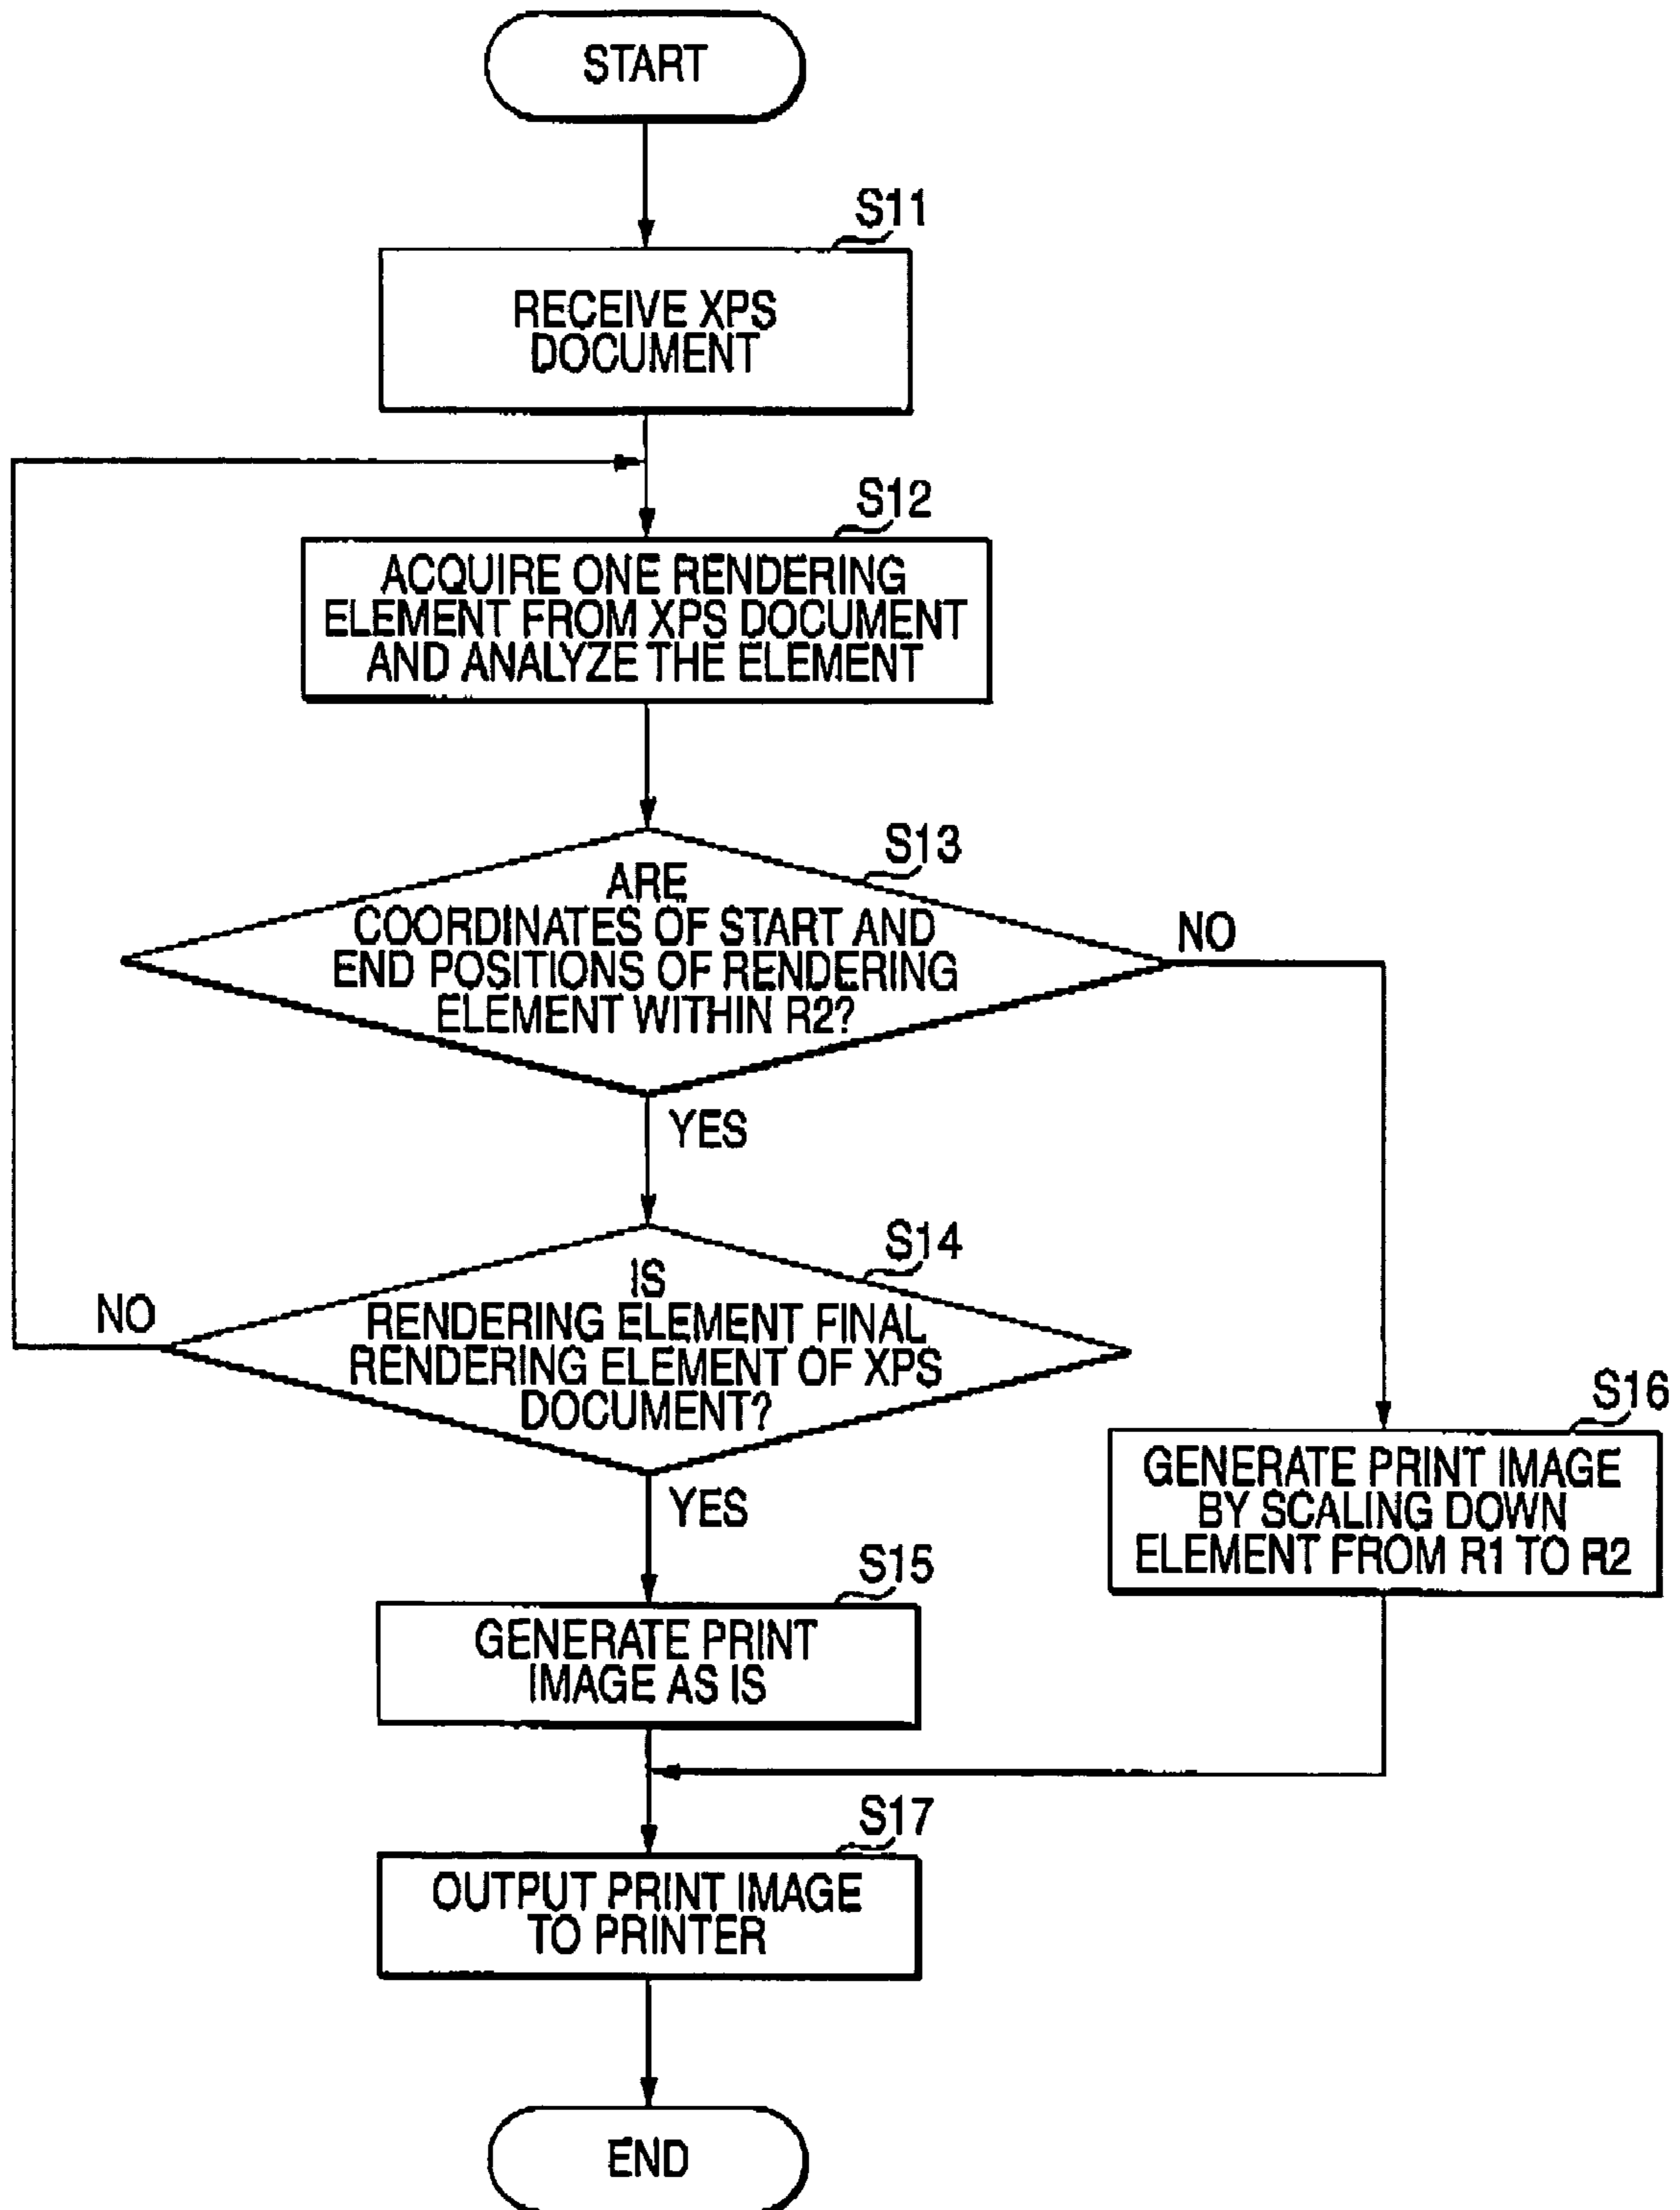 START
S11
RECEIVE XPS
DOCUMENT
S12
ACQUIRE ONE RENDERING
ELEMENT FROM XPS DOCUMENT
AND ANALYZE THE ELEMENT
S13
ARE
COORDINATES OF START AND
END POSITIONS OF RENDERING
ELEMENT WITHIN R2?
NO
YES
S14
IS
RENDERING ELEMENT FINAL
RENDERING ELEMENT OF XPS
DOCUMENT?
NO
YES
S16
GENERATE PRINT IMAGE
BY SCALING DOWN
ELEMENT FROM R1 TO R2
S15
GENERATE PRINT
IMAGE AS IS
S17
OUTPUT PRINT IMAGE
TO PRINTER
END